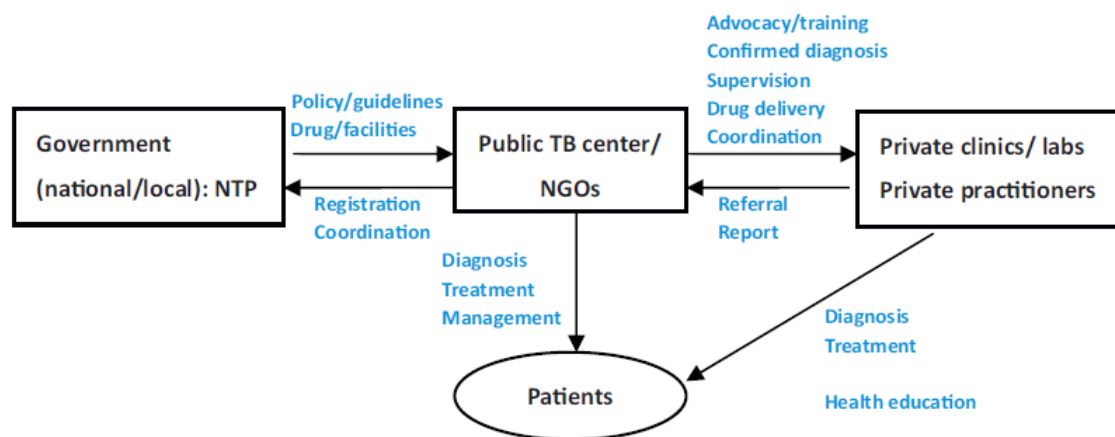 Government
(national/local): NTP
Policy/guidelines
Drug/facilities
Registration
Coordination
Public TB center/
NGOs
Advocacy/training
Confirmed diagnosis
Supervision
Drug delivery
Coordination
Referral
Report
Private clinics/ labs
Private practitioners
Diagnosis
Treatment
Management
Diagnosis
Treatment
Health education
Patients